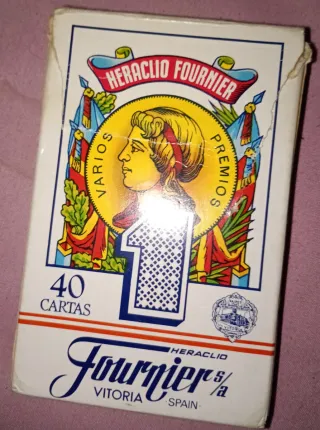 HERACLIO FOURNIER
VARIOS PREMIOS
1
40
CARTAS
HERACLIO
Fournier s/a
VITORIA SPAIN